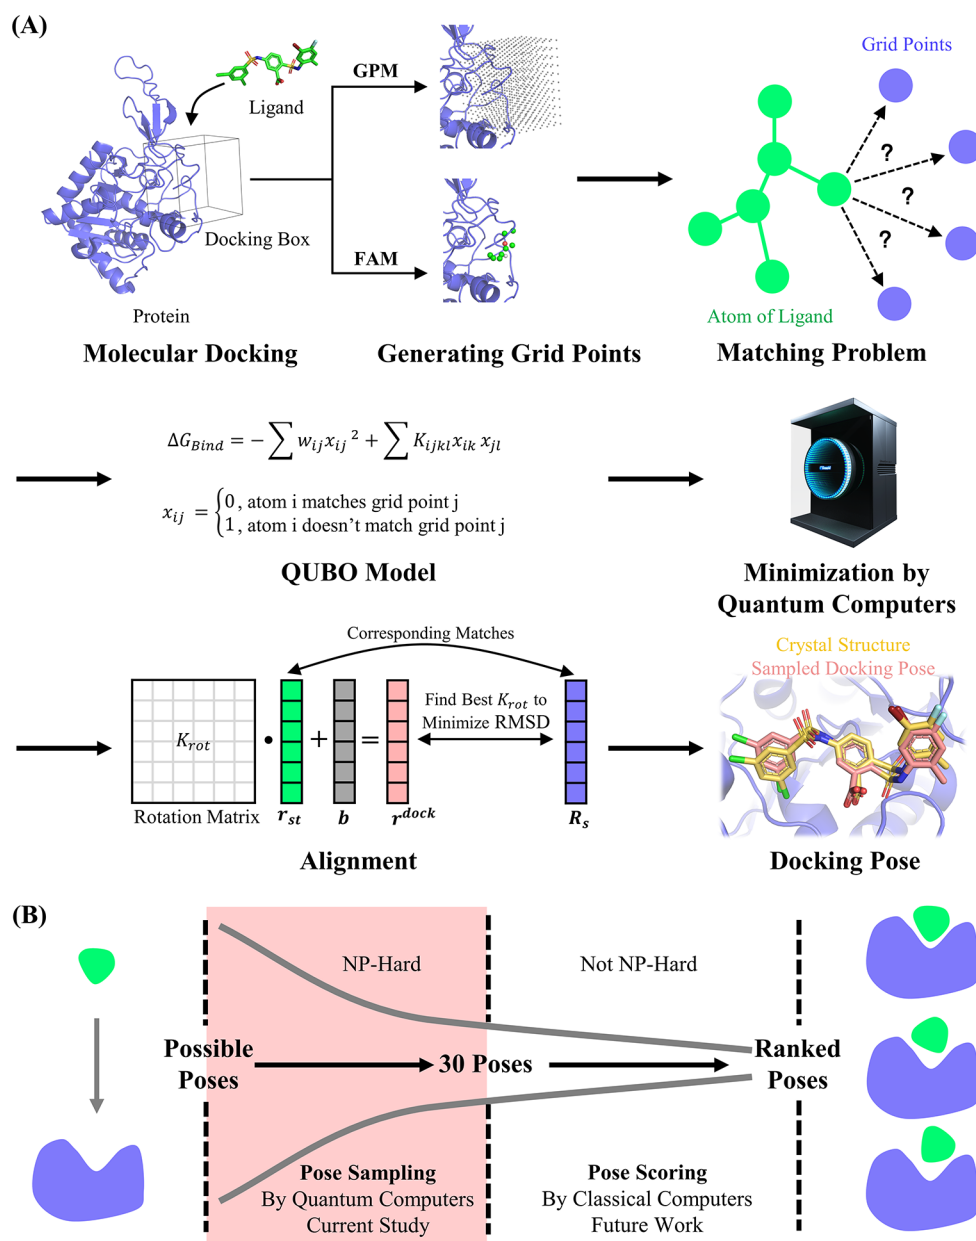 (A)
Ligand
GPM
Docking Box
FAM
Protein
Grid Points
?
?
?
Atom of Ligand
Molecular Docking
Generating Grid Points
Matching Problem
ΔG_Bind = − ∑ w_ij x_ij ² + ∑ K_ijkl x_ik x_jl
x_ij = {0 , atom i matches grid point j
1 , atom i doesn't match grid point j
QUBO Model
Minimization by
Quantum Computers
Corresponding Matches
K_rot
• + =
Find Best K_rot to
Minimize RMSD
Rotation Matrix
r_st
b
r^dock
R_s
Alignment
Crystal Structure
Sampled Docking Pose
Docking Pose
(B)
NP-Hard
Not NP-Hard
Possible
Poses
30 Poses
Ranked
Poses
Pose Sampling
By Quantum Computers
Current Study
Pose Scoring
By Classical Computers
Future Work